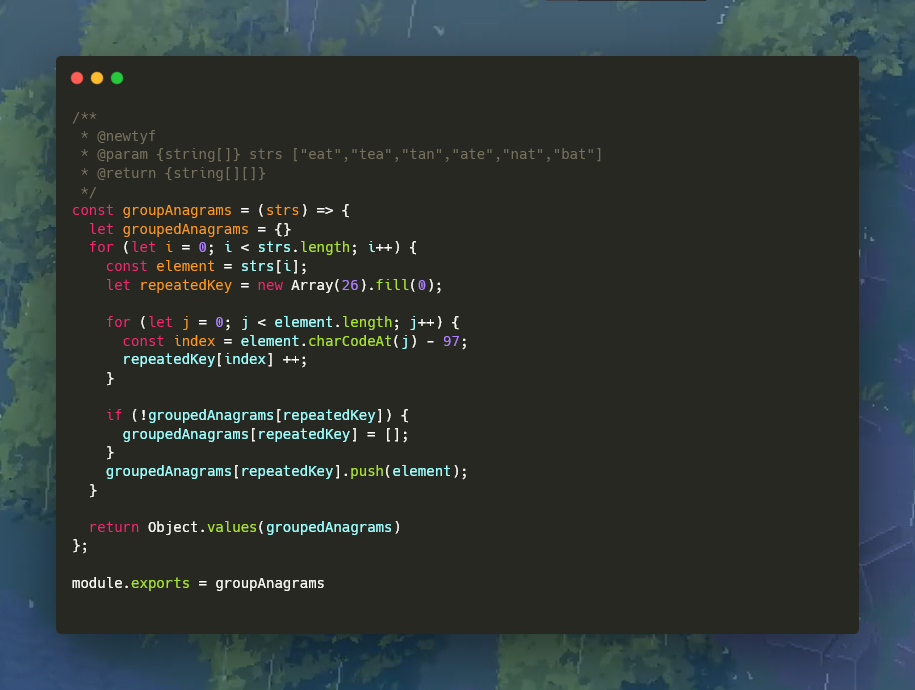 /**
 * @newtyf
 * @param {string[]} strs ["eat","tea","tan","ate","nat","bat"]
 * @return {string[][]}
 */
const groupAnagrams = (strs) => {
  let groupedAnagrams = {}
  for (let i = 0; i < strs.length; i++) {
    const element = strs[i];
    let repeatedKey = new Array(26).fill(0);

    for (let j = 0; j < element.length; j++) {
      const index = element.charCodeAt(j) - 97;
      repeatedKey[index] ++;
    }

    if (!groupedAnagrams[repeatedKey]) {
      groupedAnagrams[repeatedKey] = [];
    }
    groupedAnagrams[repeatedKey].push(element);
  }

  return Object.values(groupedAnagrams)
};

module.exports = groupAnagrams